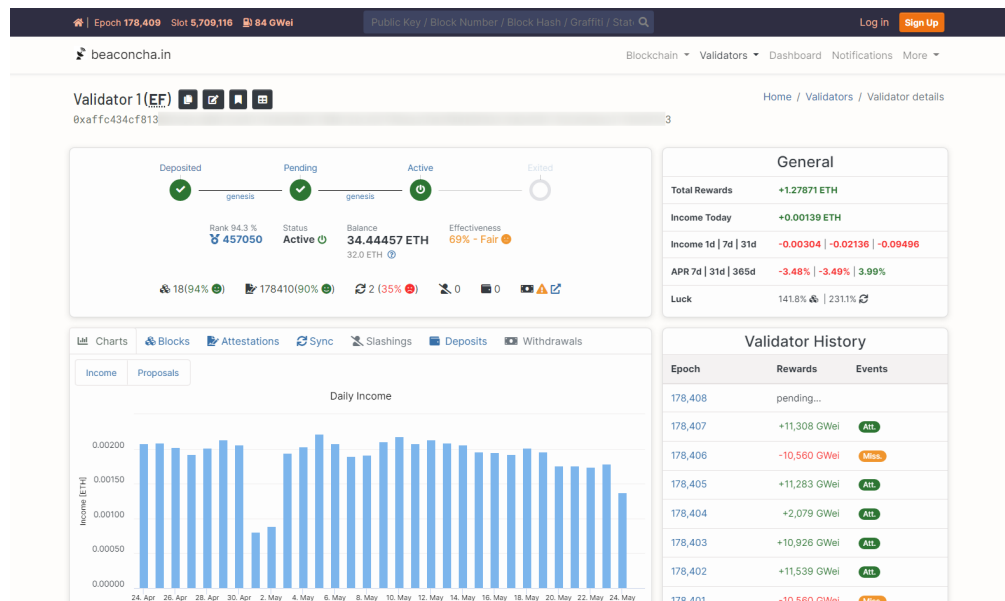 Epoch 178,409 Slot 5,709,116 84 GWei
Public Key / Block Number / Block Hash / Graffiti / Stat
Log in Sign Up
beaconcha.in
Blockchain Validators Dashboard Notifications More
Validator 1 (EF)
Home / Validators / Validator details
0xaffc434cf813 3
Deposited Pending Active Exited
genesis genesis
Rank 94.3 % Status Balance Effectiveness
457050 Active 34.44457 ETH 69% - Fair
32.0 ETH
18(94% ) 178410(90% ) 2 (35% ) 0 0
General
Total Rewards +1.27871 ETH
Income Today +0.00139 ETH
Income 1d | 7d | 31d -0.00304 | -0.02136 | -0.09496
APR 7d | 31d | 365d -3.48% | -3.49% | 3.99%
Luck 141.8% | 231.1%
Charts Blocks Attestations Sync Slashings Deposits Withdrawals
Income Proposals
Daily Income
Income [ETH]
0.00200
0.00150
0.00100
0.00050
0.00000
24. Apr 26. Apr 28. Apr 30. Apr 2. May 4. May 6. May 8. May 10. May 12. May 14. May 16. May 18. May 20. May 22. May 24. May
Validator History
Epoch Rewards Events
178,408 pending...
178,407 +11,308 GWei Att.
178,406 -10,560 GWei Miss.
178,405 +11,283 GWei Att.
178,404 +2,079 GWei Att.
178,403 +10,926 GWei Att.
178,402 +11,539 GWei Att.
178,401 -10,560 GWei Miss.